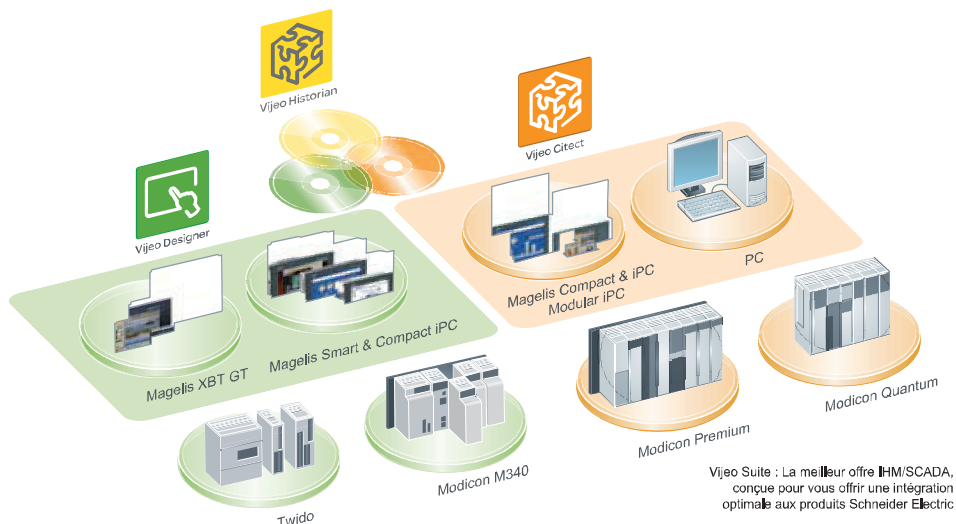 Vijeo Historian
Vijeo Citect
Vijeo Designer
PC
Magelis Compact & iPC
Modular iPC
Magelis Smart & Compact iPC
Magelis XBT GT
Modicon Quantum
Modicon Premium
Modicon M340
Twido
Vijeo Suite : La meilleur offre IHM/SCADA,
conçue pour vous offrir une intégration
optimale aux produits Schneider Electric